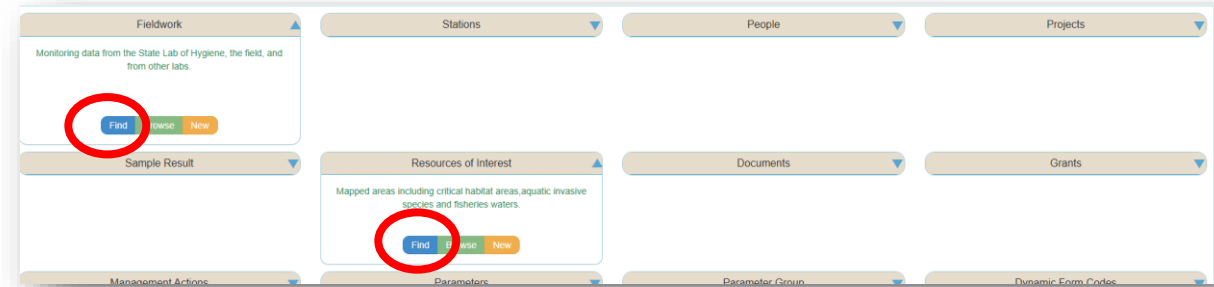 Fieldwork
Stations
People
Projects
Monitoring data from the State Lab of Hygiene, the field, and
from other labs.
Find Browse New
Sample Result
Resources of Interest
Documents
Grants
Mapped areas including critical habitat areas,aquatic invasive
species and fisheries waters.
Find Browse New
Management Actions
Parameters
Parameter Group
Dynamic Form Codes